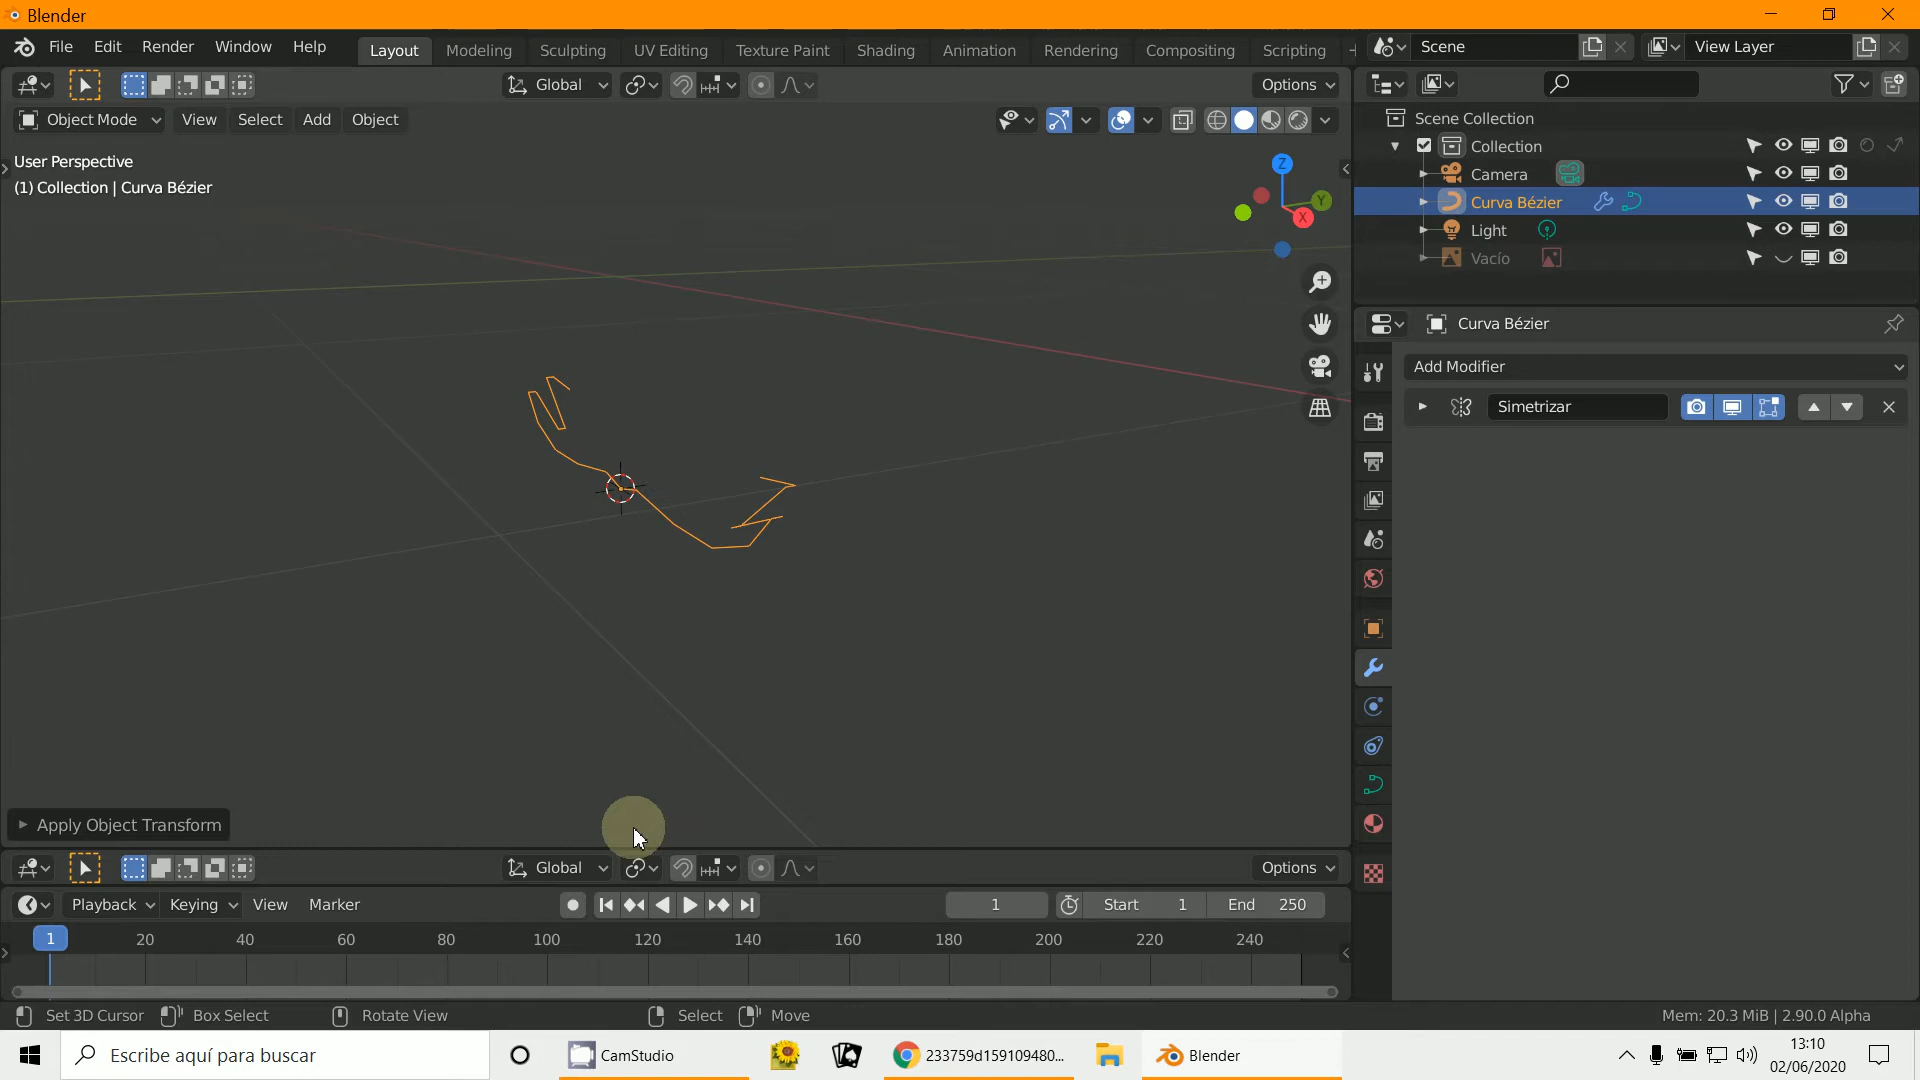 Blender
File Edit Render Window Help Layout Modeling Sculpting UV Editing Texture Paint Shading Animation Rendering Compositing Scripting Scene View Layer
Global Options
Object Mode View Select Add Object
User Perspective
(1) Collection | Curva Bézier
Z
Y
X
Scene Collection
Collection
Camera
Curva Bézier
Light
Vacío
Curva Bézier
Add Modifier
Simetrizar
Apply Object Transform
Global Options
Playback Keying View Marker 1 Start 1 End 250
1 20 40 60 80 100 120 140 160 180 200 220 240
Set 3D Cursor Box Select Rotate View Select Move Mem: 20.3 MiB | 2.90.0 Alpha
Escribe aquí para buscar CamStudio 233759d159109480... Blender
13:10
02/06/2020